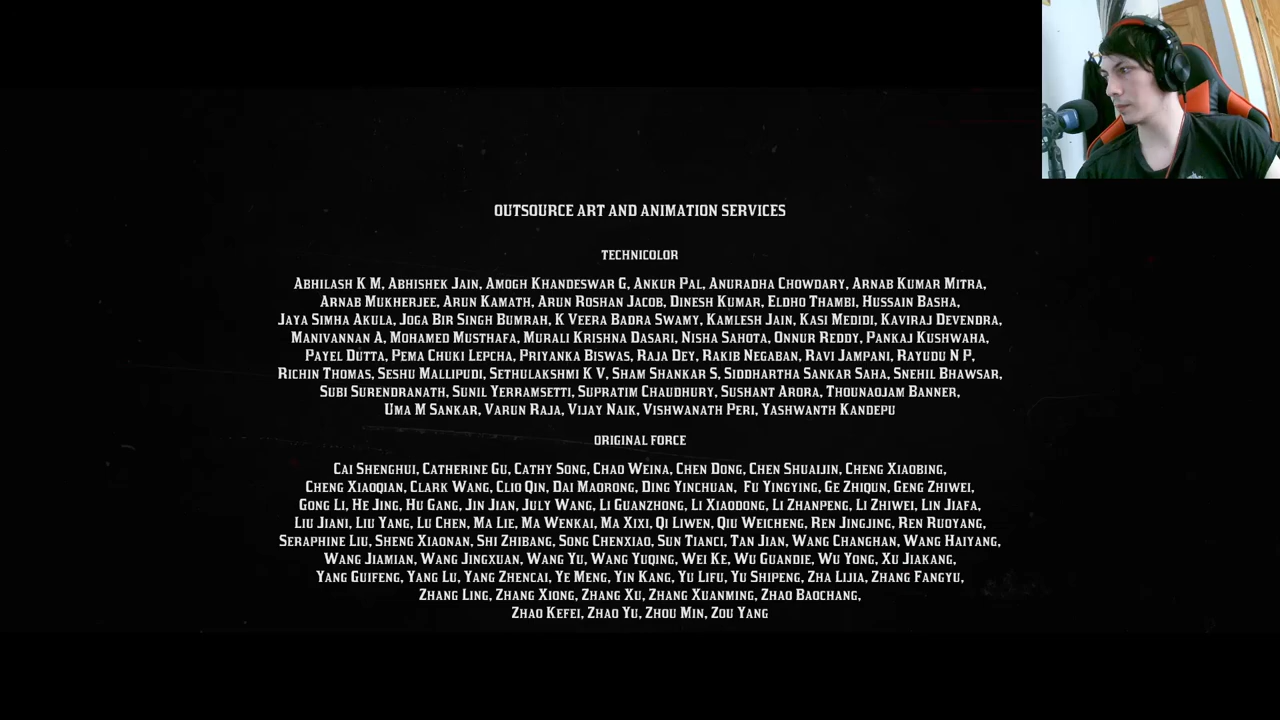 OUTSOURCE ART AND ANIMATION SERVICES
TECHNICOLOR
ABHILASH K M, ABHISHEK JAIN, AMOGH KHANDESWAR G, ANKUR PAL, ANURADHA CHOWDARY, ARNAB KUMAR MITRA,
ARNAB MUKHERJEE, ARUN KAMATH, ARUN ROSHAN JACOB, DINESH KUMAR, ELDHO THAMBI, HUSSAIN BASHA,
JAYA SIMHA AKULA, JOGA BIR SINGH BUMRAH, K VEERA BADRA SWAMY, KAMLESH JAIN, KASI MEDIDI, KAVIRAJ DEVENDRA,
MANIVANNAN A, MOHAMED MUSTHAFA, MURALI KRISHNA DASARI, NISHA SAHOTA, ONNUR REDDY, PANKAJ KUSHWAHA,
PAYEL DUTTA, PEMA CHUKI LEPCHA, PRIYANKA BISWAS, RAJA DEY, RAKIB NEGABAN, RAVI JAMPANI, RAYUDU N P,
RICHIN THOMAS, SESHU MALLIPUDI, SETHULAKSHMI K V, SHAM SHANKAR S, SIDDHARTHA SANKAR SAHA, SNEHIL BHAWSAR,
SUBI SURENDRANATH, SUNIL YERRAMSETTI, SUPRATIM CHAUDHURY, SUSHANT ARORA, THOUNAOJAM BANNER,
UMA M SANKAR, VARUN RAJA, VIJAY NAIK, VISHWANATH PERI, YASHWANTH KANDEPU
ORIGINAL FORCE
CAI SHENGHUI, CATHERINE GU, CATHY SONG, CHAO WEINA, CHEN DONG, CHEN SHUAIJIN, CHENG XIAOBING,
CHENG XIAOQIAN, CLARK WANG, CLIO QIN, DAI MAORONG, DING YINCHUAN, FU YINGYING, GE ZHIQUN, GENG ZHIWEI,
GONG LI, HE JING, HU GANG, JIN JIAN, JULY WANG, LI GUANZHONG, LI XIAODONG, LI ZHANPENG, LI ZHIWEI, LIN JIAFA,
LIU JIANI, LIU YANG, LU CHEN, MA LIE, MA WENKAI, MA XIXI, QI LIWEN, QIU WEICHENG, REN JINGJING, REN RUOYANG,
SERAPHINE LIU, SHENG XIAONAN, SHI ZHIBANG, SONG CHENXIAO, SUN TIANCI, TAN JIAN, WANG CHANGHAN, WANG HAIYANG,
WANG JIAMIAN, WANG JINGXUAN, WANG YU, WANG YUQING, WEI KE, WU GUANDIE, WU YONG, XU JIAKANG,
YANG GUIFENG, YANG LU, YANG ZHENCAI, YE MENG, YIN KANG, YU LIFU, YU SHIPENG, ZHA LIJIA, ZHANG FANGYU,
ZHANG LING, ZHANG XIONG, ZHANG XU, ZHANG XUANMING, ZHAO BAOCHANG,
ZHAO KEFEI, ZHAO YU, ZHOU MIN, ZOU YANG